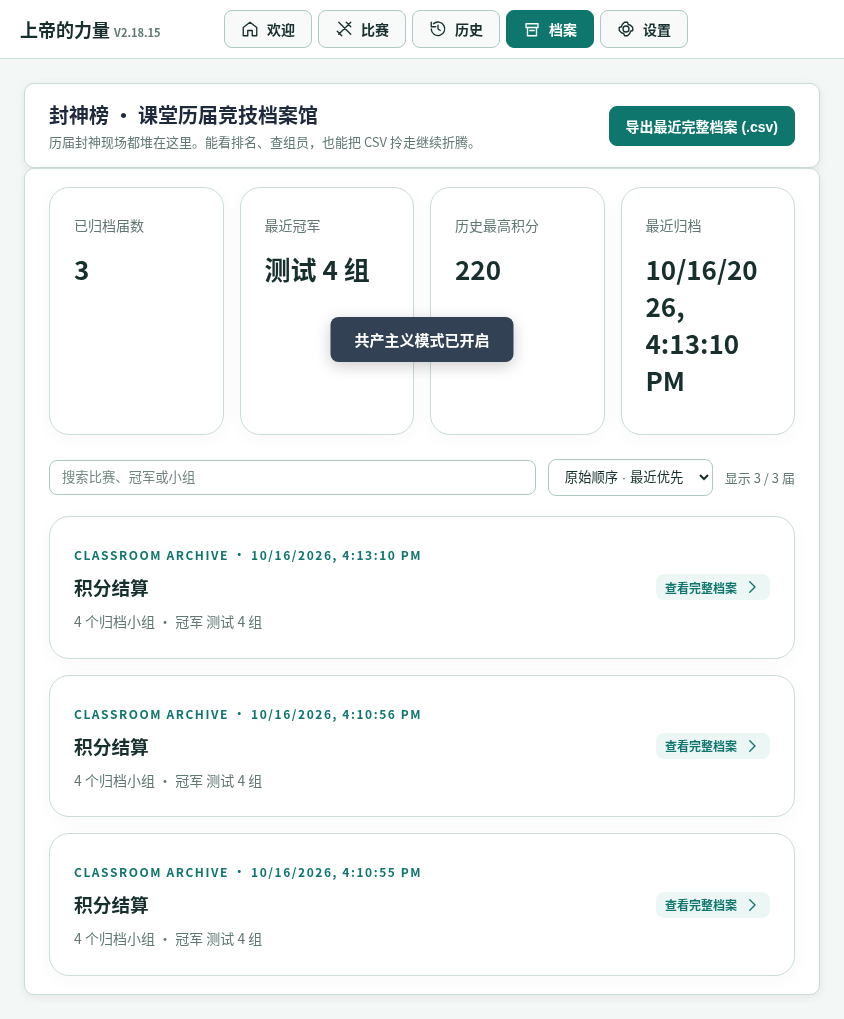 上帝的力量 V2.18.15
欢迎
比赛
历史
档案
设置
封神榜 · 课堂历届竞技档案馆
历届封神现场都堆在这里。能看排名、查组员，也能把 CSV 拎走继续折腾。
导出最近完整档案 (.csv)
已归档届数
3
最近冠军
测试 4 组
历史最高积分
220
最近归档
10/16/20
26,
4:13:10
PM
共产主义模式已开启
搜索比赛、冠军或小组
原始顺序 · 最近优先
显示 3 / 3 届
CLASSROOM ARCHIVE · 10/16/2026, 4:13:10 PM
积分结算
4 个归档小组 · 冠军 测试 4 组
查看完整档案
CLASSROOM ARCHIVE · 10/16/2026, 4:10:56 PM
积分结算
4 个归档小组 · 冠军 测试 4 组
查看完整档案
CLASSROOM ARCHIVE · 10/16/2026, 4:10:55 PM
积分结算
4 个归档小组 · 冠军 测试 4 组
查看完整档案